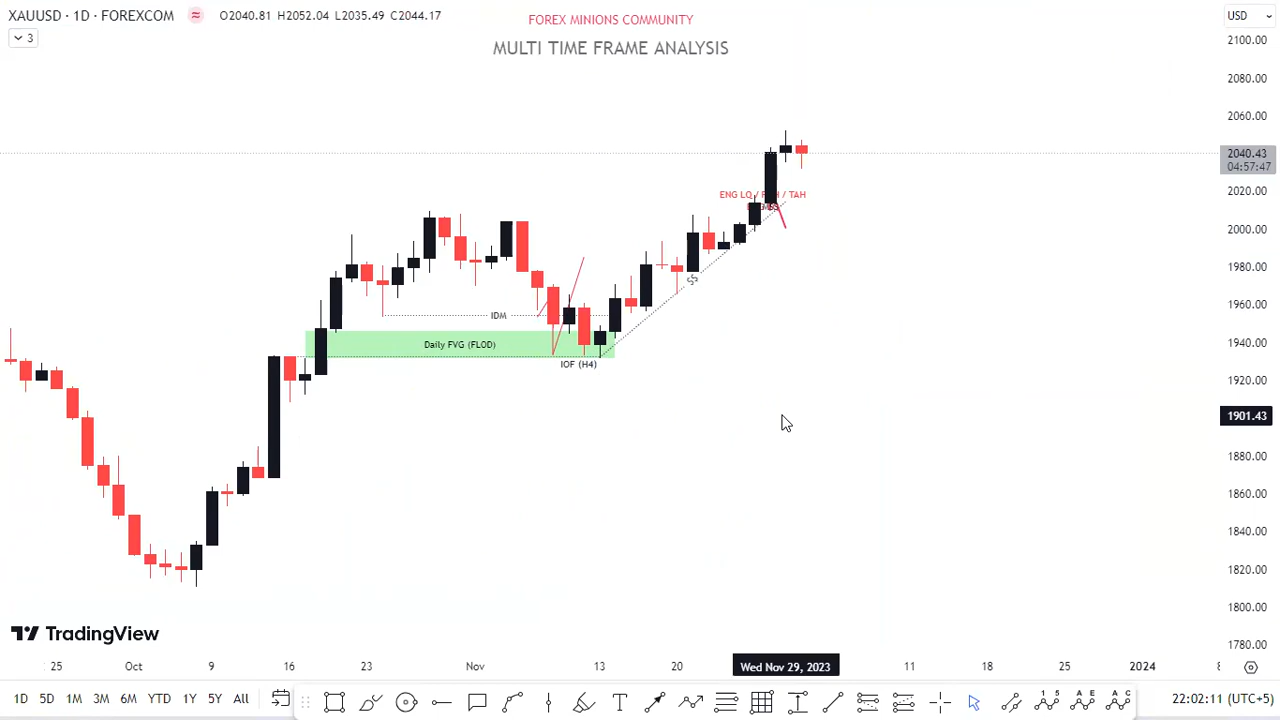 XAUUSD · 1D · FOREXCOM ≈ O2040.81 H2052.04 L2035.49 C2044.17
3
FOREX MINIONS COMMUNITY
MULTI TIME FRAME ANALYSIS
USD
2100.00
2080.00
2060.00
2040.43
04:57:47
2020.00
2000.00
1980.00
1960.00
1940.00
1920.00
1901.43
1880.00
1860.00
1840.00
1820.00
1800.00
1780.00
ENG LQ / / TAH
$$
IDM
Daily FVG (FLOD)
IOF (H4)
TradingView
25 Oct 9 16 23 Nov 13 20 Wed Nov 29, 2023 11 18 25 2024 8
1D 5D 1M 3M 6M YTD 1Y 5Y All
T
1 5
A E
A C
22:02:11 (UTC+5)